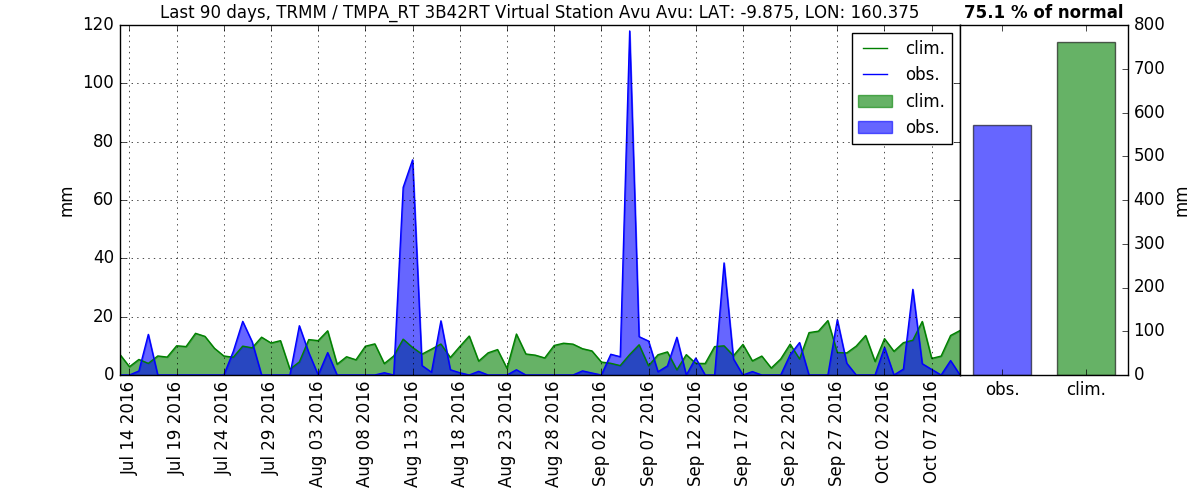 Last 90 days, TRMM / TMPA_RT 3B42RT Virtual Station Avu Avu: LAT: -9.875, LON: 160.375
75.1 % of normal
120
100
80
60
40
20
0
mm
clim.
obs.
clim.
obs.
Jul 14 2016
Jul 19 2016
Jul 24 2016
Jul 29 2016
Aug 03 2016
Aug 08 2016
Aug 13 2016
Aug 18 2016
Aug 23 2016
Aug 28 2016
Sep 02 2016
Sep 07 2016
Sep 12 2016
Sep 17 2016
Sep 22 2016
Sep 27 2016
Oct 02 2016
Oct 07 2016
800
700
600
500
400
300
200
100
0
mm
obs.
clim.